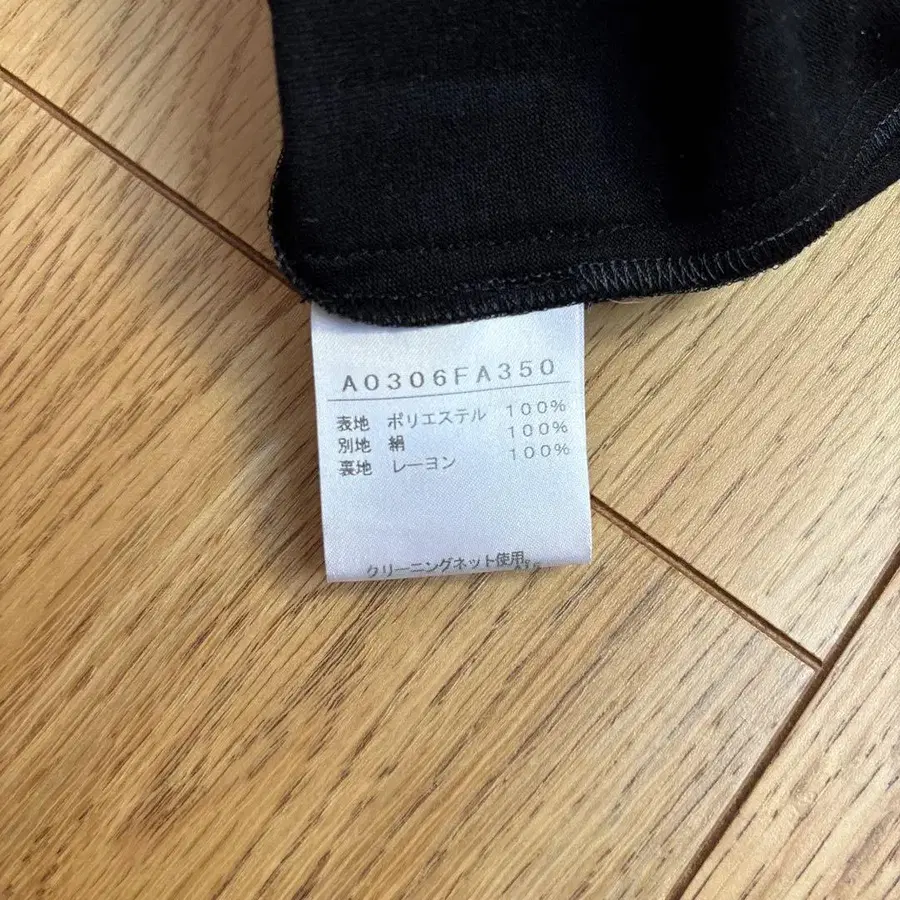 A0306FA350
表地 ポリエステル 100%
別地 絹 100%
裏地 レーヨン 100%
クリーニングネット使用